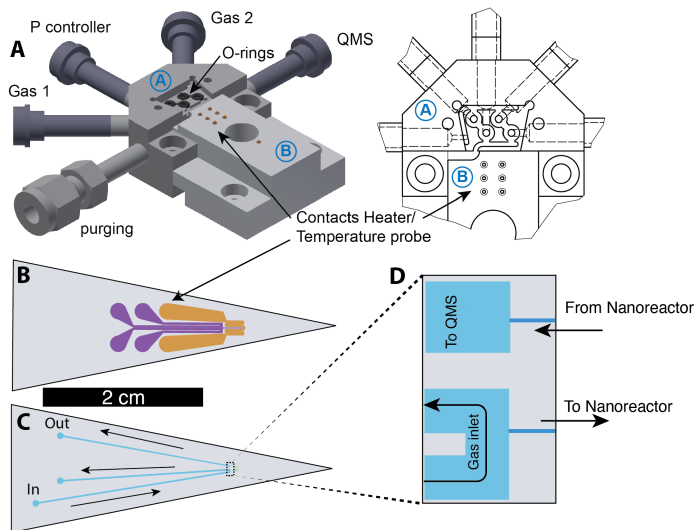 A
P controller
Gas 2
O-rings
QMS
Gas 1
A
B
purging
Contacts Heater/
Temperature probe
A
B
B
2 cm
C
Out
In
D
To QMS
From Nanoreactor
Gas inlet
To Nanoreactor